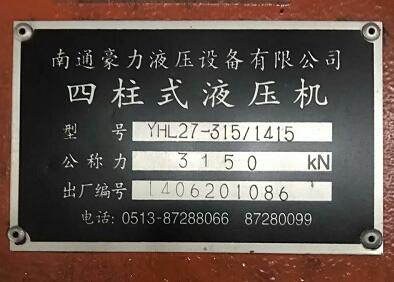 南通豪力液压设备有限公司
四柱式液压机
型号 YHL27-315/1415
公称力 3150 kN
出厂编号 1406201086
电话: 0513-87288066 87280099